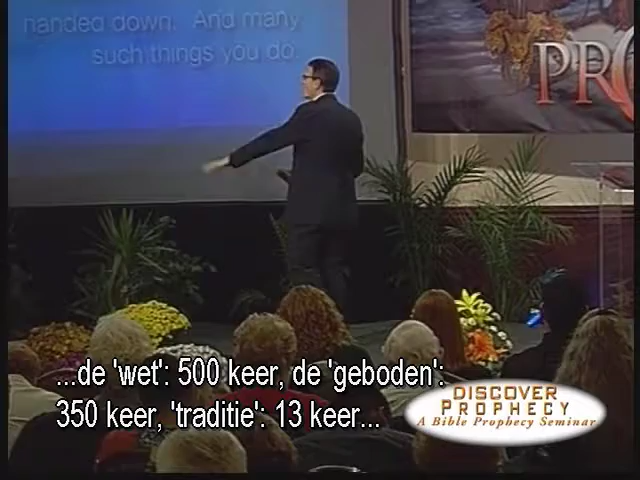 handed down. And many
such things you do.
PRO
...de 'wet': 500 keer, de 'geboden':
350 keer, 'traditie': 13 keer...
DISCOVER
PROPHECY
A Bible Prophecy Seminar